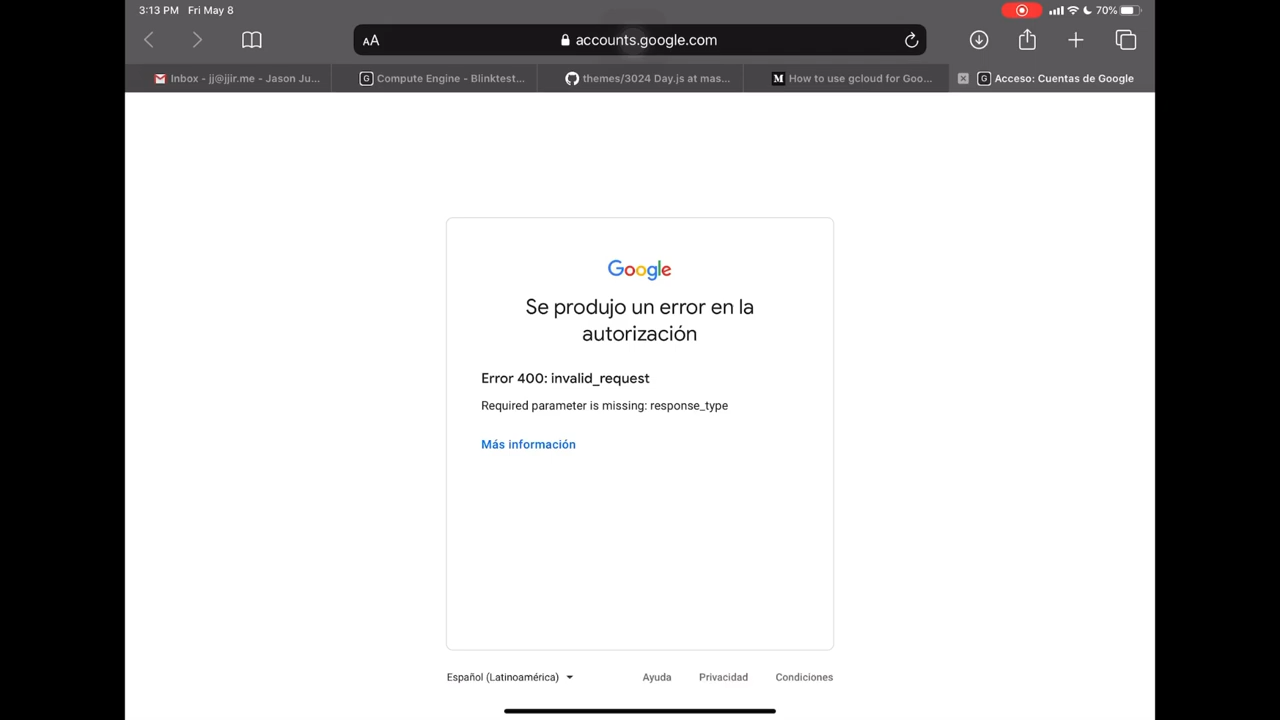 3:13 PM Fri May 8
70%
AA
accounts.google.com
Inbox - jj@jjir.me - Jason Ju...
Compute Engine - Blinktest...
themes/3024 Day.js at mas...
How to use gcloud for Goo...
Acceso: Cuentas de Google
Google
Se produjo un error en la
autorización
Error 400: invalid_request
Required parameter is missing: response_type
Más información
Español (Latinoamérica)
Ayuda
Privacidad
Condiciones